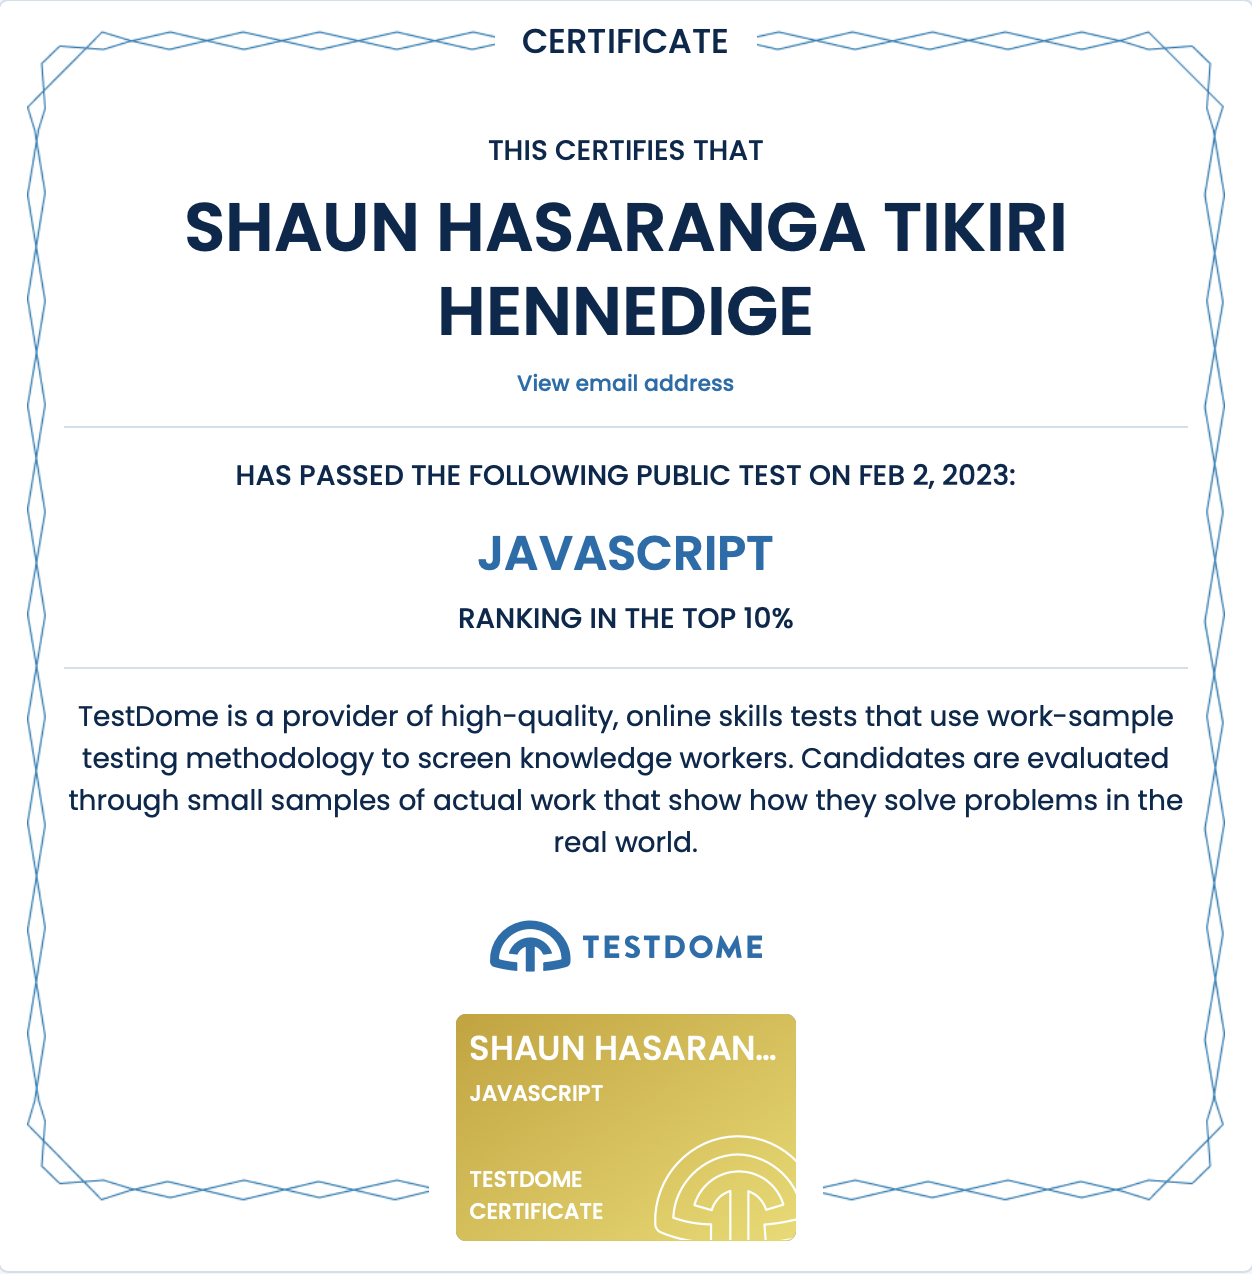 CERTIFICATE
THIS CERTIFIES THAT
SHAUN HASARANGA TIKIRI
HENNEDIGE
View email address
HAS PASSED THE FOLLOWING PUBLIC TEST ON FEB 2, 2023:
JAVASCRIPT
RANKING IN THE TOP 10%
TestDome is a provider of high-quality, online skills tests that use work-sample
testing methodology to screen knowledge workers. Candidates are evaluated
through small samples of actual work that show how they solve problems in the
real world.
TESTDOME
SHAUN HASARAN...
JAVASCRIPT
TESTDOME
CERTIFICATE